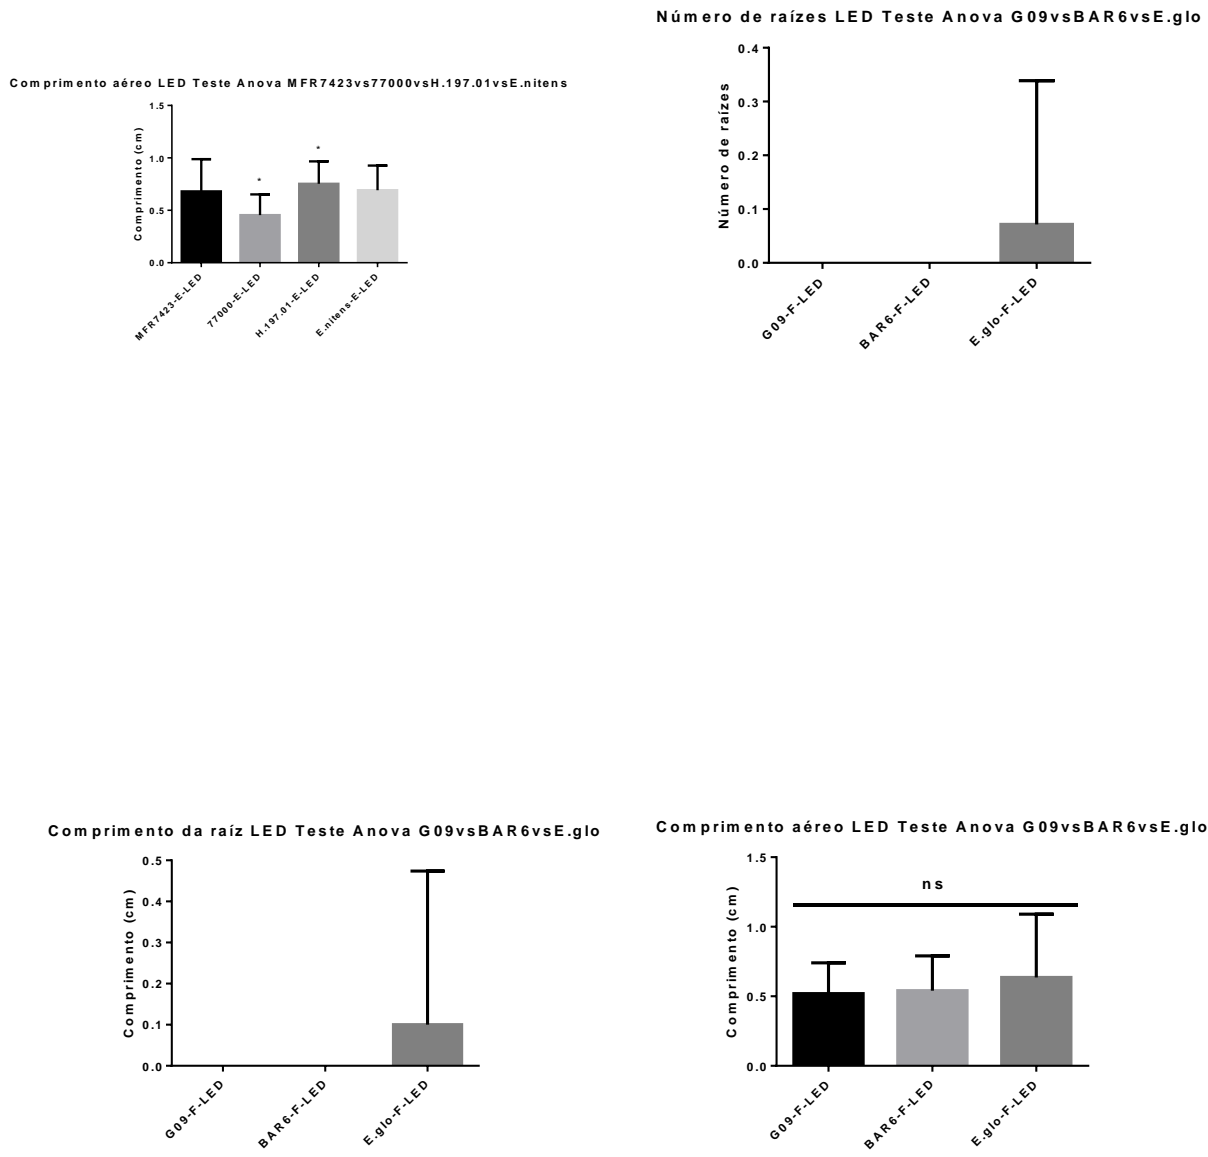 Comprimento aéreo LED Teste Anova MFR7423vs77000vsH.197.01vsE.nitens
Comprimento (cm)
1.5
1.0
0.5
0.0
*
*
MFR7423-E-LED
77000-E-LED
H.197.01-E-LED
E.nitens-E-LED
Número de raízes LED Teste Anova G09vsBAR6vsE.glo
Número de raízes
0.4
0.3
0.2
0.1
0.0
G09-F-LED
BAR6-F-LED
E.glo-F-LED
Comprimento da raíz LED Teste Anova G09vsBAR6vsE.glo
Comprimento (cm)
0.5
0.4
0.3
0.2
0.1
0.0
G09-F-LED
BAR6-F-LED
E.glo-F-LED
Comprimento aéreo LED Teste Anova G09vsBAR6vsE.glo
Comprimento (cm)
1.5
1.0
0.5
0.0
ns
G09-F-LED
BAR6-F-LED
E.glo-F-LED